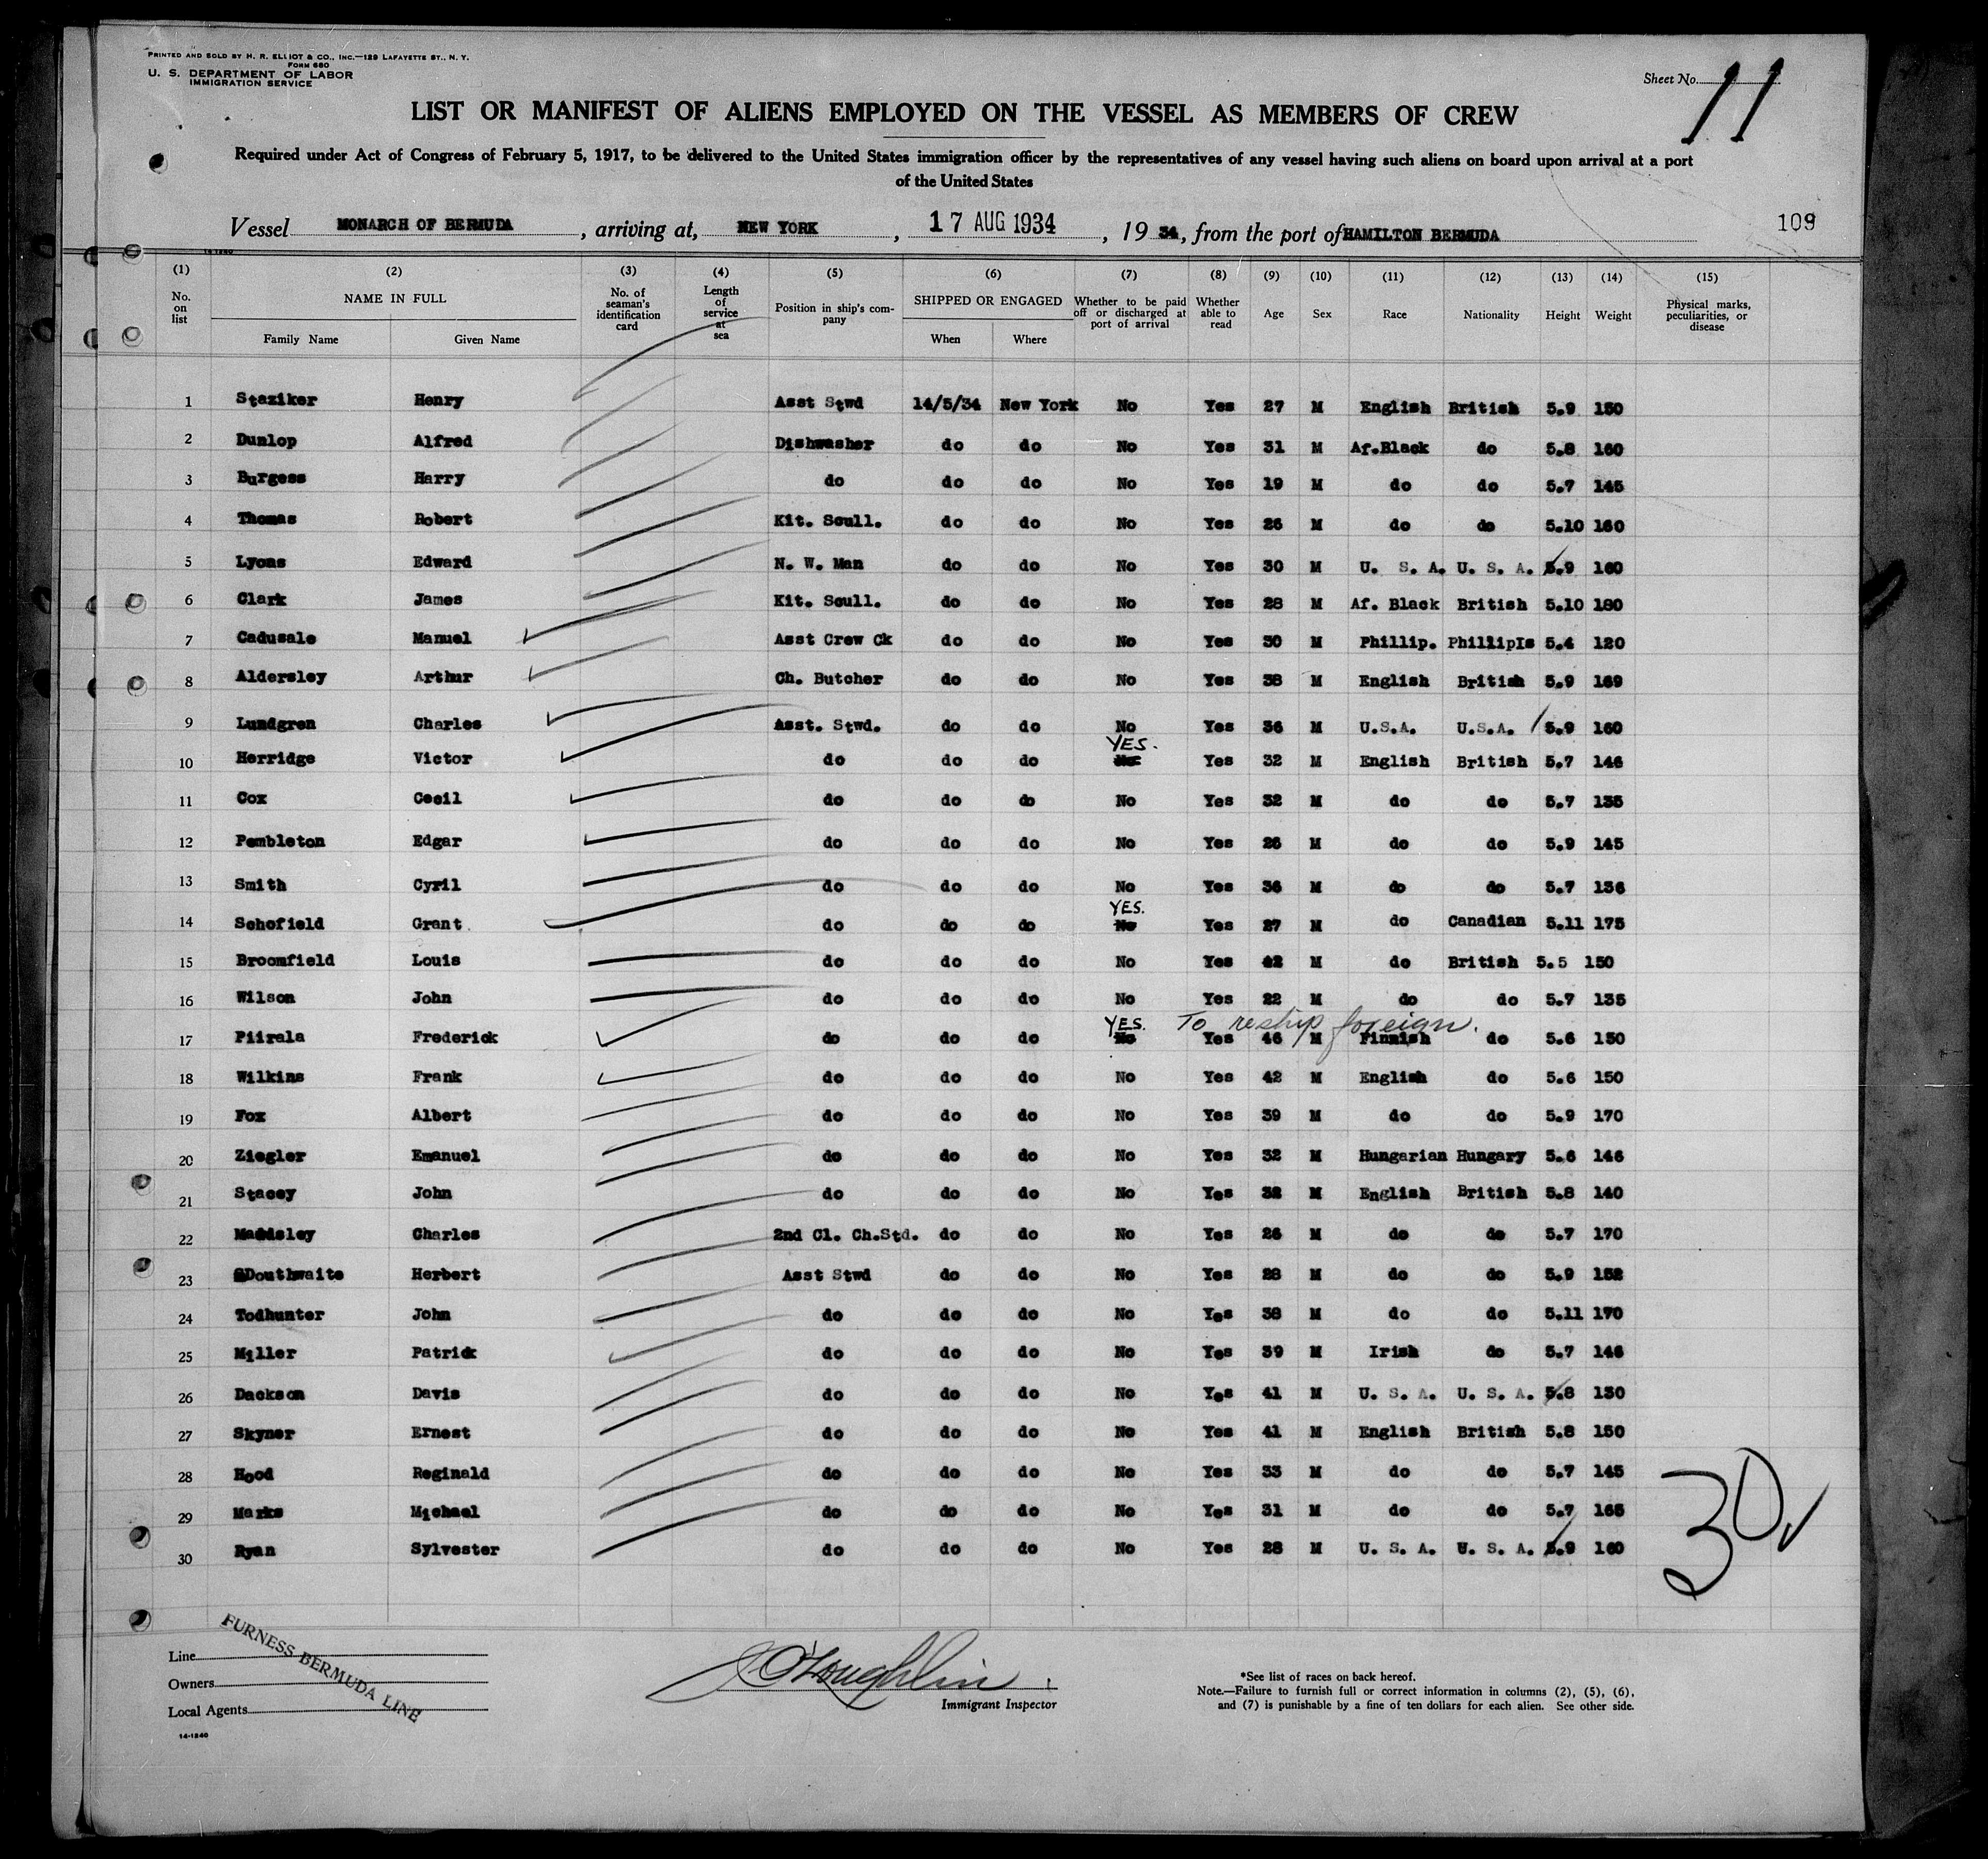 PRINTED AND SOLD BY H. R. ELLIOT & CO., INC.—129 LAFAYETTE ST., N. Y.
FORM 680
U. S. DEPARTMENT OF LABOR
IMMIGRATION SERVICE
Sheet No. 11
LIST OR MANIFEST OF ALIENS EMPLOYED ON THE VESSEL AS MEMBERS OF CREW
Required under Act of Congress of February 5, 1917, to be delivered to the United States immigration officer by the representatives of any vessel having such aliens on board upon arrival at a port
of the United States
Vessel MONARCH OF BERMUDA, arriving at, NEW YORK, 17 AUG 1934, 19 34, from the port of HAMILTON BERMUDA 109
14-1240
(1) (2) (3) (4) (5) (6) (7) (8) (9) (10) (11) (12) (13) (14) (15)
No. on list NAME IN FULL Family Name Given Name No. of seaman's identification card Length of service at sea Position in ship's company SHIPPED OR ENGAGED When Where Whether to be paid off or discharged at port of arrival Whether able to read Age Sex Race Nationality Height Weight Physical marks, peculiarities, or disease
1 Staziker Henry Asst Stwd 14/5/34 New York No Yes 27 M English British 5.9 150
2 Dunlop Alfred Dishwasher do do No Yes 31 M Af.Black do 5.8 160
3 Burgess Harry do do do No Yes 19 M do do 5.7 145
4 Thomas Robert Kit. Scull. do do No Yes 26 M do do 5.10 160
5 Lyons Edward N. W. Man do do No Yes 30 M U. S. A. U. S. A. 5.9 160
6 Clark James Kit. Scull. do do No Yes 28 M Af. Black British 5.10 180
7 Cadusale Manuel Asst Crew Ck do do No Yes 30 M Phillip. PhillipIs 5.4 120
8 Aldersley Arthur Ch. Butcher do do No Yes 38 M English British 5.9 169
9 Lundgren Charles Asst. Stwd. do do No Yes 36 M U.S.A. U.S.A. 5.9 160
10 Herridge Victor do do do YES. Yes 32 M English British 5.7 146
11 Cox Cecil do do do No Yes 32 M do do 5.7 135
12 Pembleton Edgar do do do No Yes 26 M do do 5.9 145
13 Smith Cyril do do do No Yes 36 M do do 5.7 136
14 Schofield Grant do do do YES. No Yes 27 M do Canadian 5.11 175
15 Broomfield Louis do do do No Yes 42 M do British 5.5 150
16 Wilson John do do do No Yes 22 M do do 5.7 135
17 Piirala Frederick do do do YES. No To reship foreign. Yes 46 M Finnish do 5.6 130
18 Wilkins Frank do do do No Yes 42 M English do 5.6 150
19 Fox Albert do do do No Yes 39 M do do 5.9 170
20 Ziegler Emanuel do do do No Yes 32 M Hungarian Hungary 5.6 146
21 Stacey John do do do No Yes 32 M English British 5.8 140
22 Charles 2nd Cl. Ch.Std. do do No Yes 26 M do do 5.7 170
23 Douthwaite Herbert Asst Stwd do do No Yes 28 M do do 5.9 152
24 Todhunter John do do do No Yes 38 M do do 5.11 170
25 Miller Patrick do do do No Yes 39 M Irish do 5.7 146
26 Dackson Davis do do do No Yes 41 M U. S. A. U. S. A. 5.8 130
27 Skyner Ernest do do do No Yes 41 M English British 5.8 150
28 Hood Reginald do do do No Yes 33 M do do 5.7 145
29 Marks Michael do do do No Yes 31 M do do 5.7 165
30 Ryan Sylvester do do do No Yes 28 M U. S. A. U. S. A. 5.9 160
30
Line
Owners
Local Agents
FURNESS BERMUDA LINE
14-1240
J O'Loughlin
Immigrant Inspector
*See list of races on back hereof.
Note.—Failure to furnish full or correct information in columns (2), (5), (6),
and (7) is punishable by a fine of ten dollars for each alien. See other side.